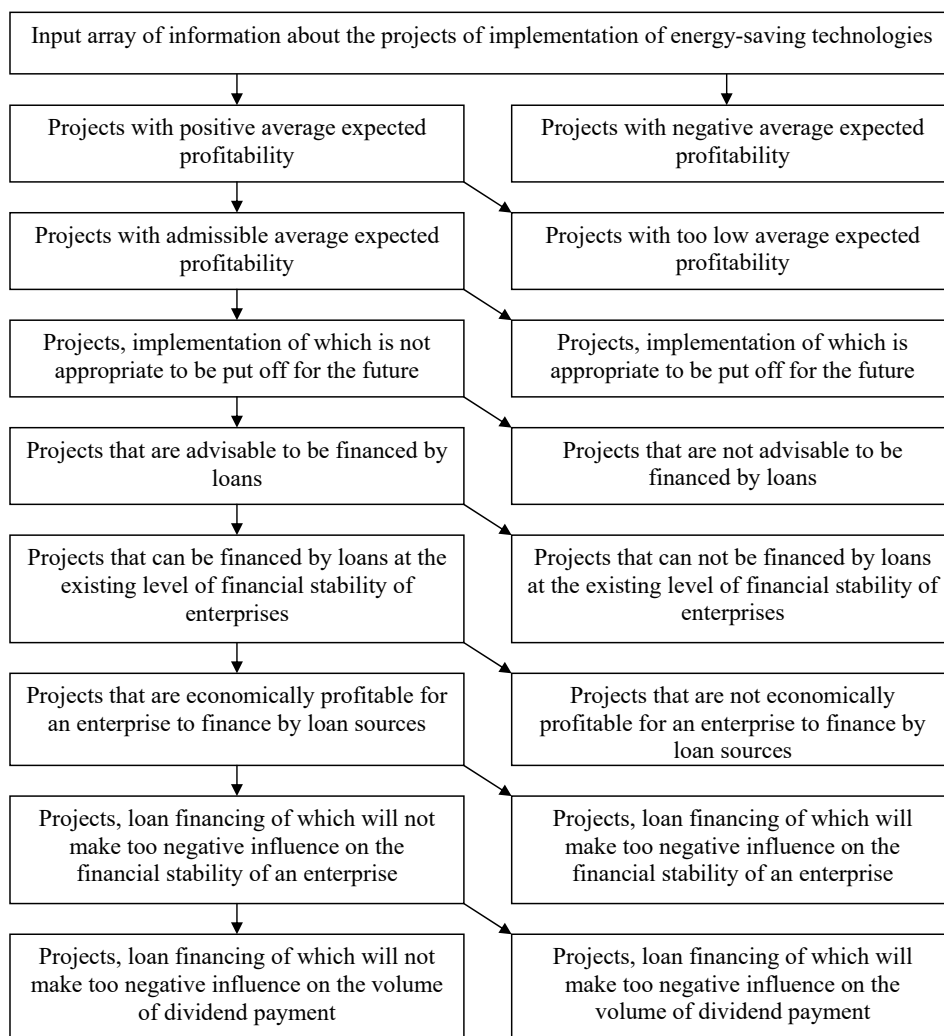 Input array of information about the projects of implementation of energy-saving technologies
Projects with positive average expected
profitability
Projects with negative average expected
profitability
Projects with admissible average expected
profitability
Projects with too low average expected
profitability
Projects, implementation of which is not
appropriate to be put off for the future
Projects, implementation of which is
appropriate to be put off for the future
Projects that are advisable to be financed by
loans
Projects that are not advisable to be
financed by loans
Projects that can be financed by loans at the
existing level of financial stability of
enterprises
Projects that can not be financed by loans
at the existing level of financial stability of
enterprises
Projects that are economically profitable for
an enterprise to finance by loan sources
Projects that are not economically
profitable for an enterprise to finance by
loan sources
Projects, loan financing of which will not
make too negative influence on the
financial stability of an enterprise
Projects, loan financing of which will
make too negative influence on the
financial stability of an enterprise
Projects, loan financing of which will not
make too negative influence on the volume
of dividend payment
Projects, loan financing of which will
make too negative influence on the
volume of dividend payment